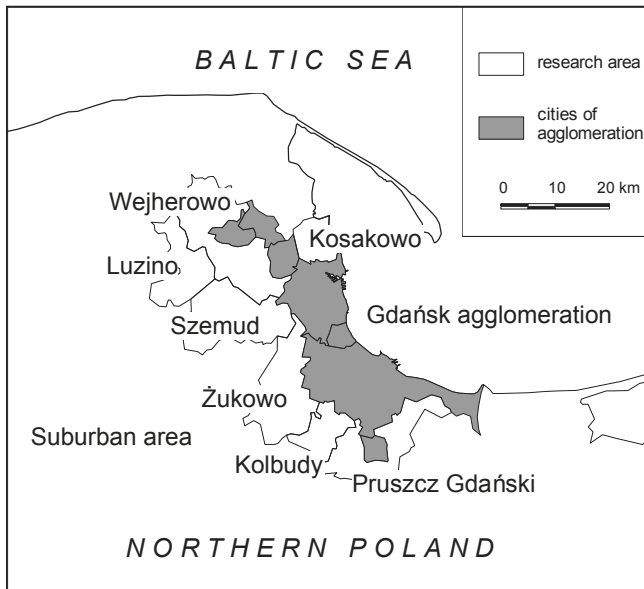 BALTIC SEA
research area
cities of
agglomeration
0 10 20 km
Wejherowo
Kosakowo
Luzino
Szemud
Gdańsk agglomeration
Żukowo
Suburban area
Kolbudy
Pruszcz Gdański
NORTHERN POLAND